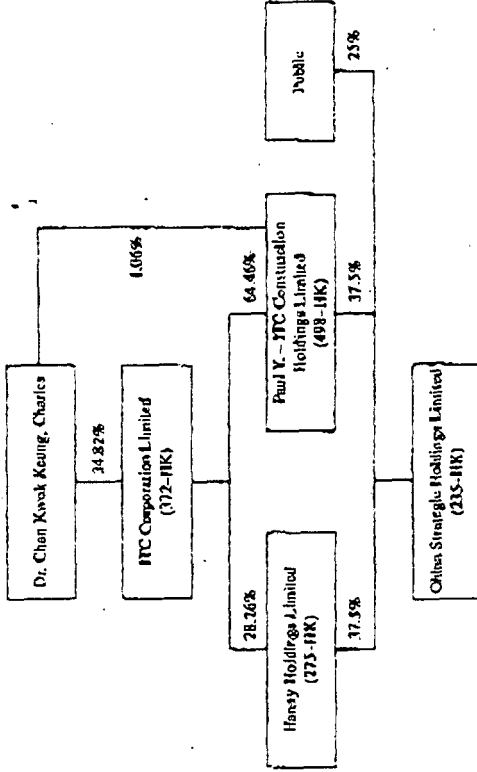 Dr. Chan Kwok Keung, Charles
34.82%
1.06%
ITC Corporation Limited
(372-HK)
28.26%
64.46%
Hanny Holdings Limited
(275-HK)
Paul Y. – ITC Construction
Holdings Limited
(498-HK)
Public
37.5%
37.5%
25%
China Strategic Holdings Limited
(235-HK)